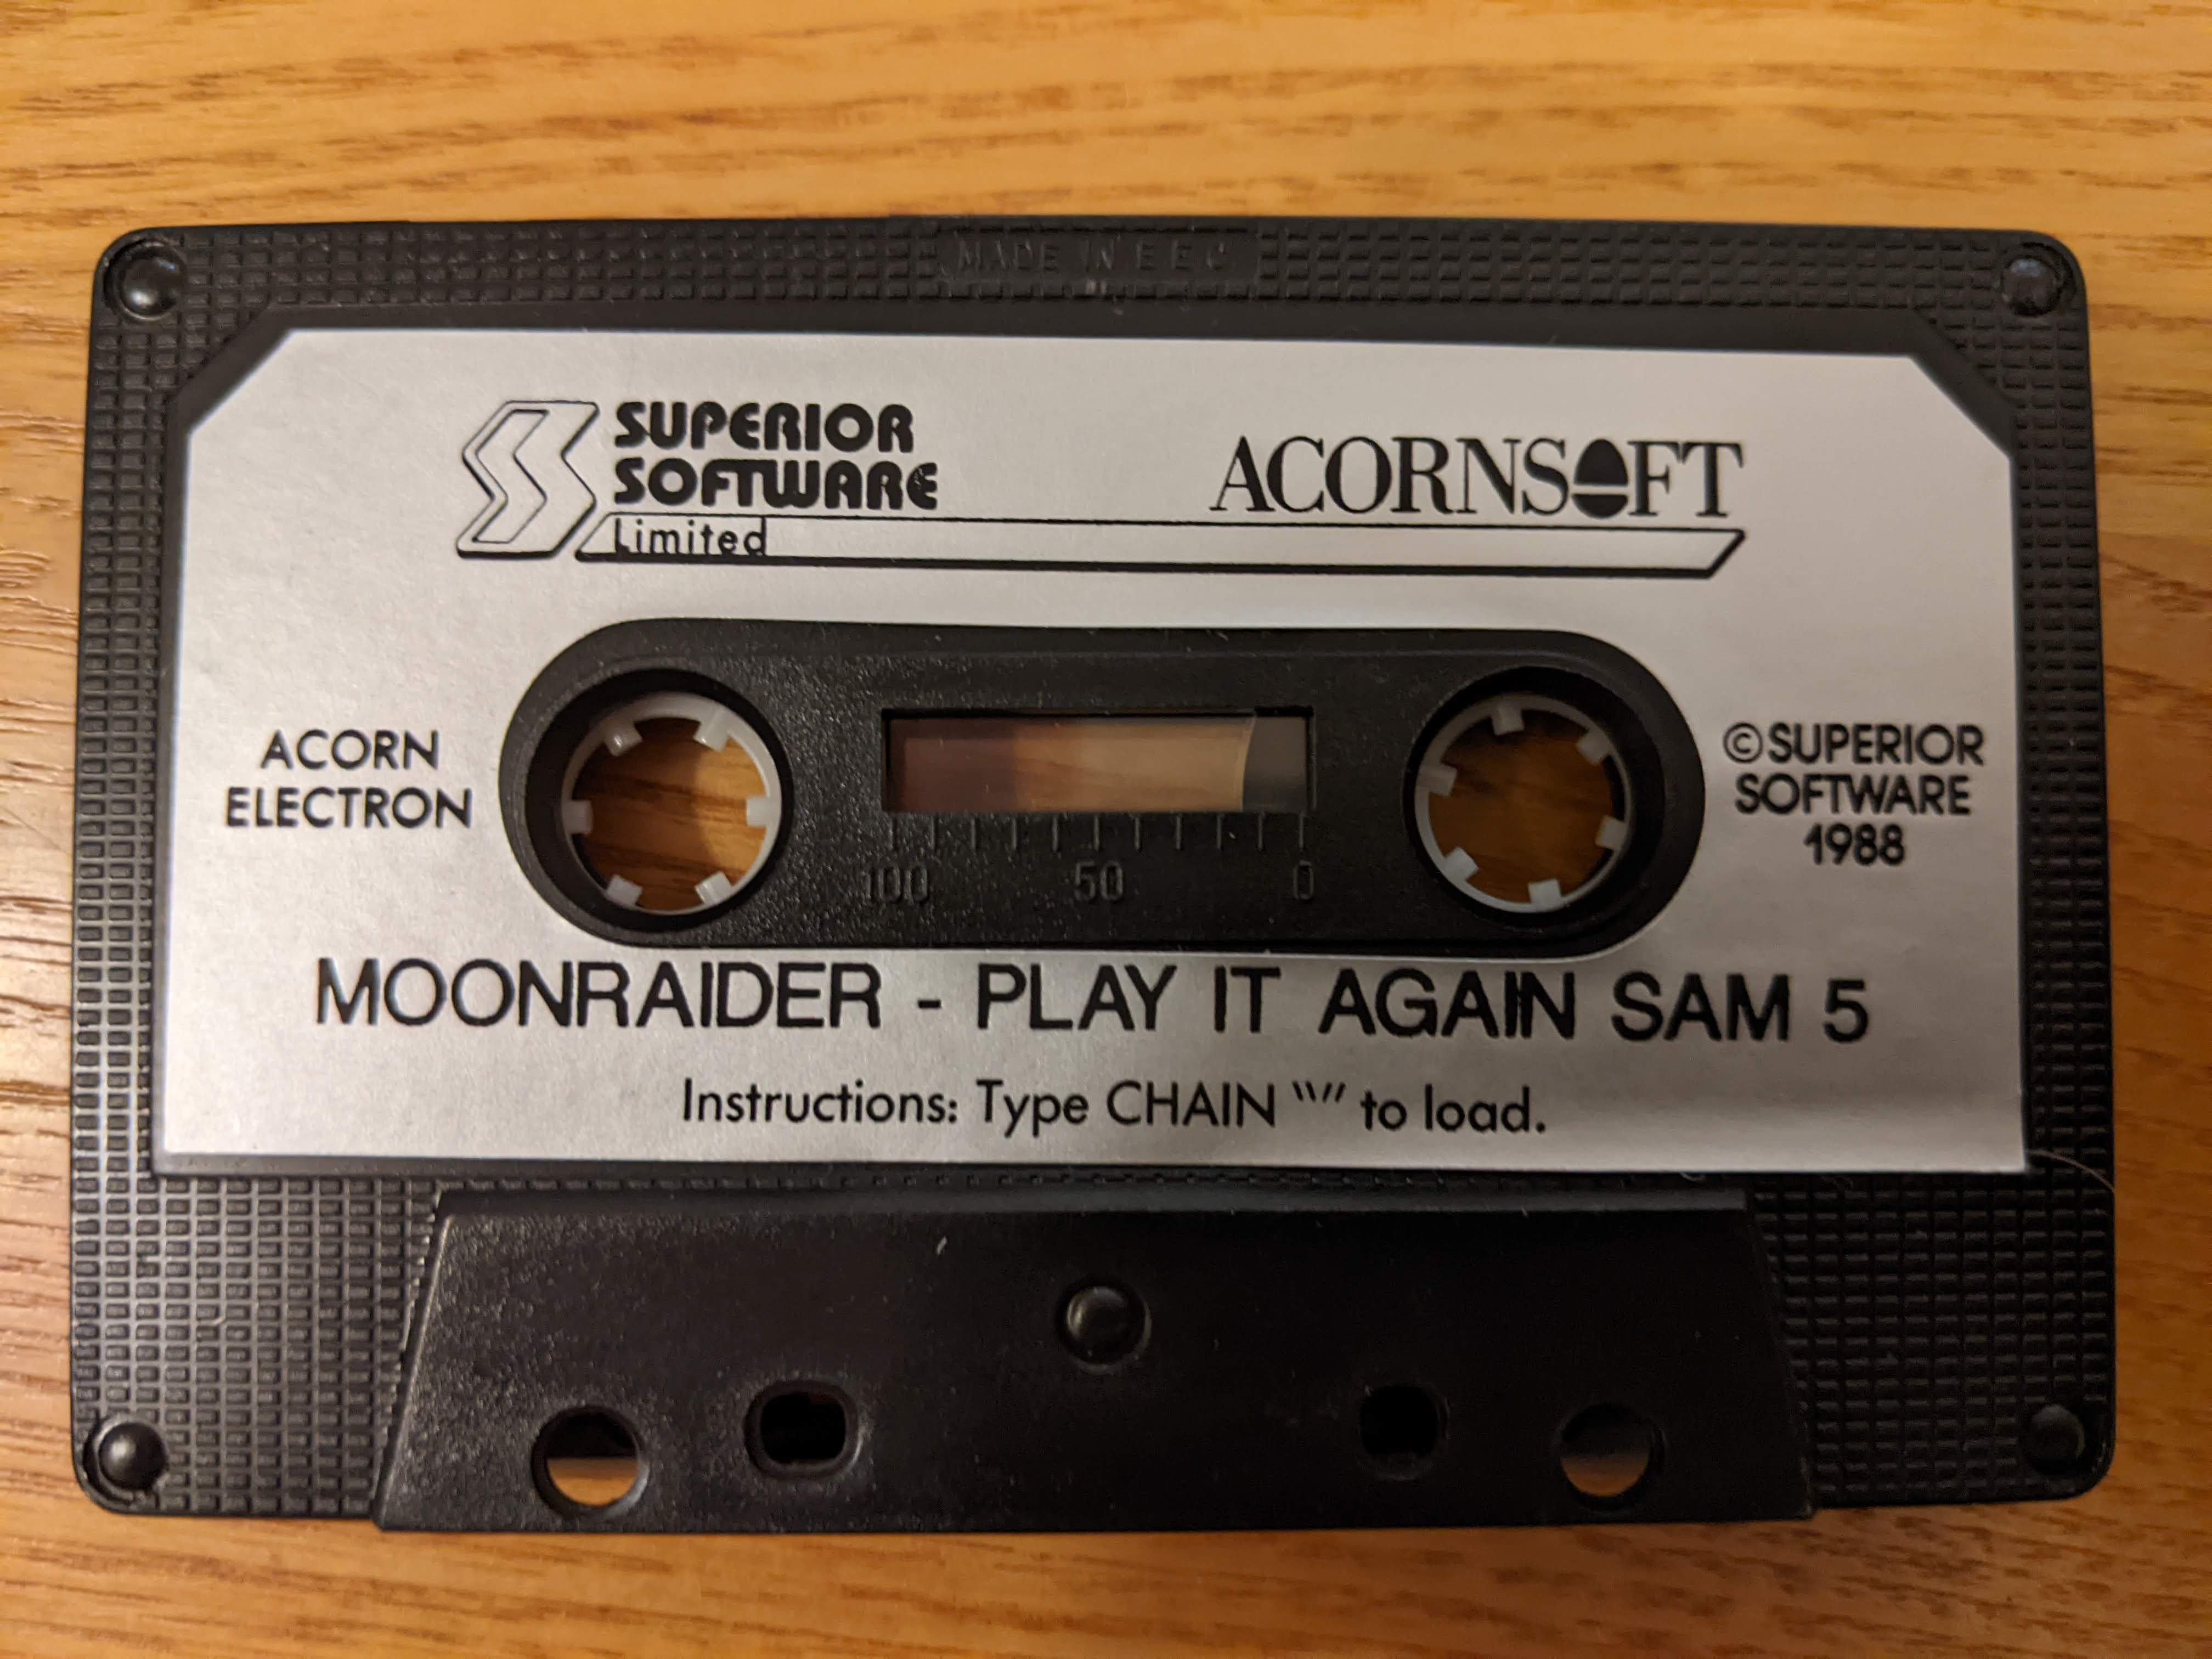 MADE IN E E C
SUPERIOR
SOFTWARE
Limited
ACORNSOFT
ACORN
ELECTRON
©SUPERIOR
SOFTWARE
1988
100 50 0
MOONRAIDER - PLAY IT AGAIN SAM 5
Instructions: Type CHAIN "" to load.